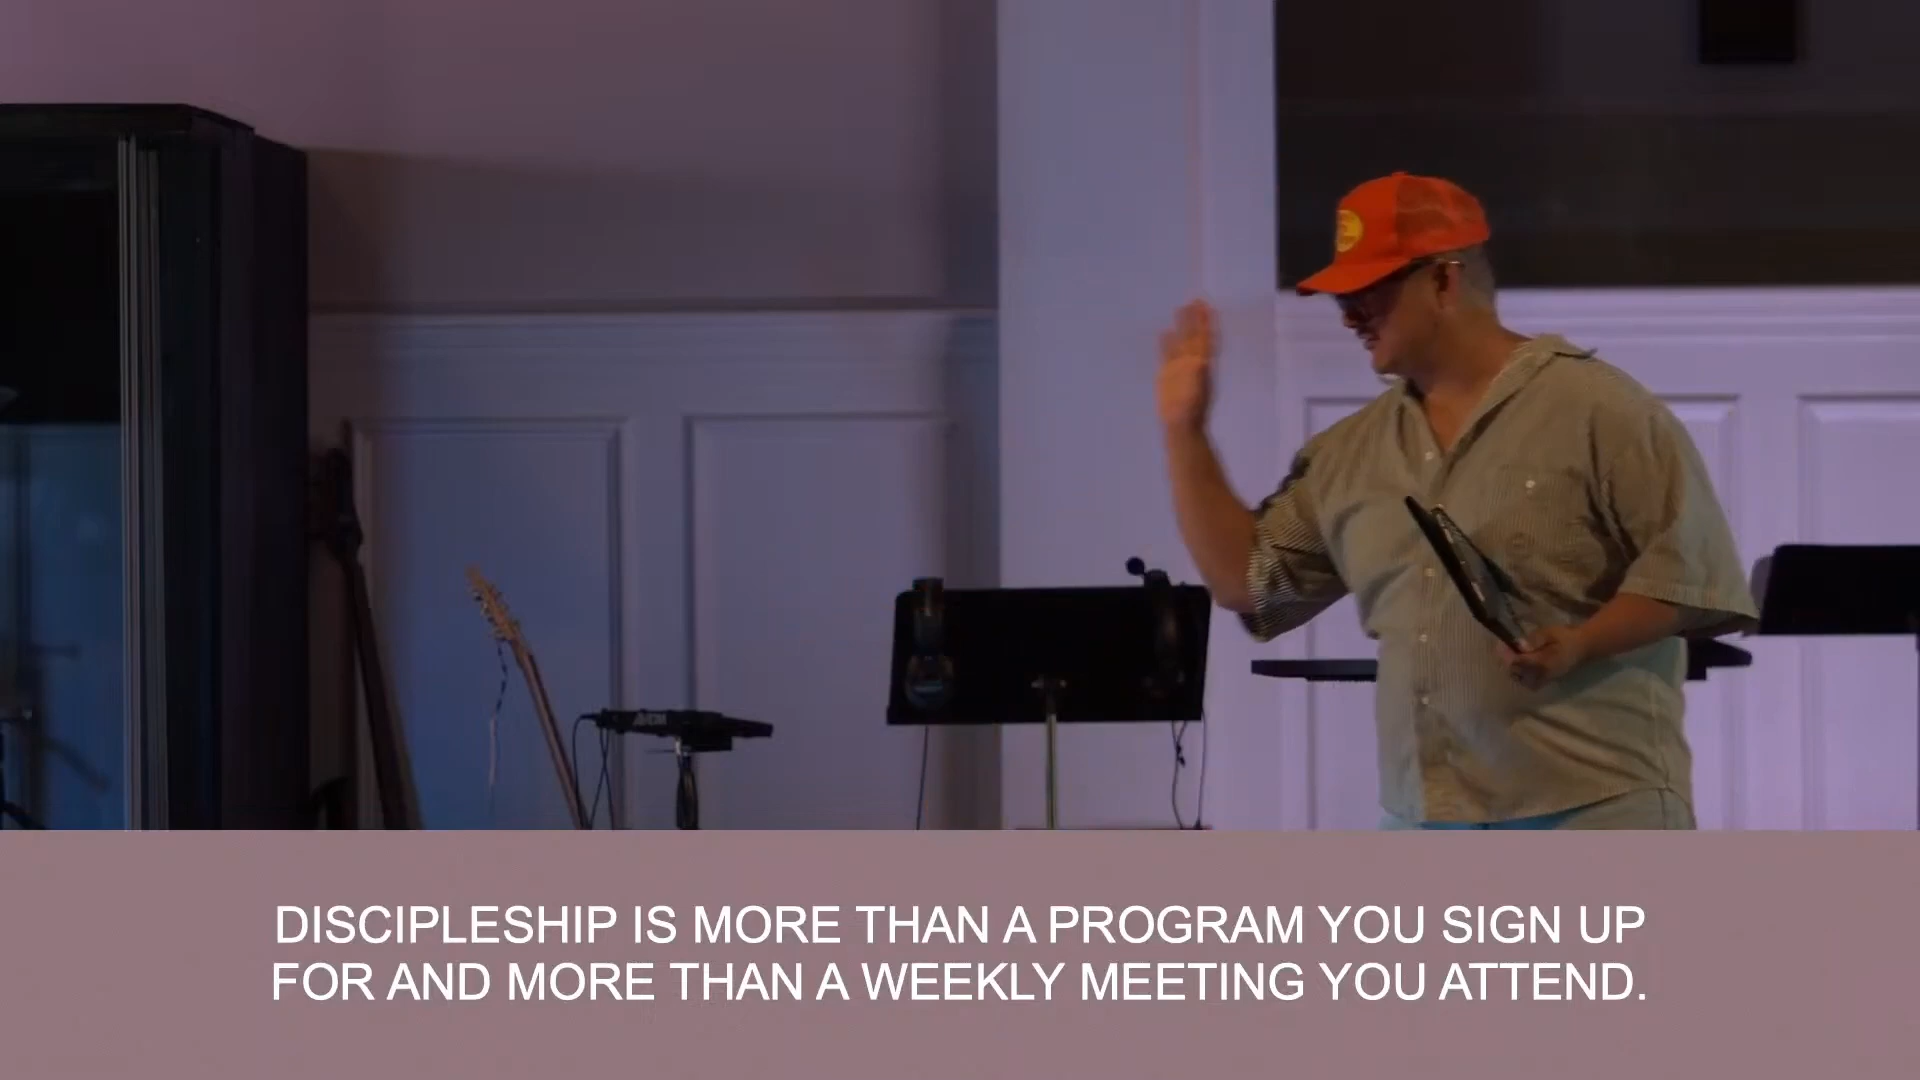 DISCIPLESHIP IS MORE THAN A PROGRAM YOU SIGN UP
FOR AND MORE THAN A WEEKLY MEETING YOU ATTEND.